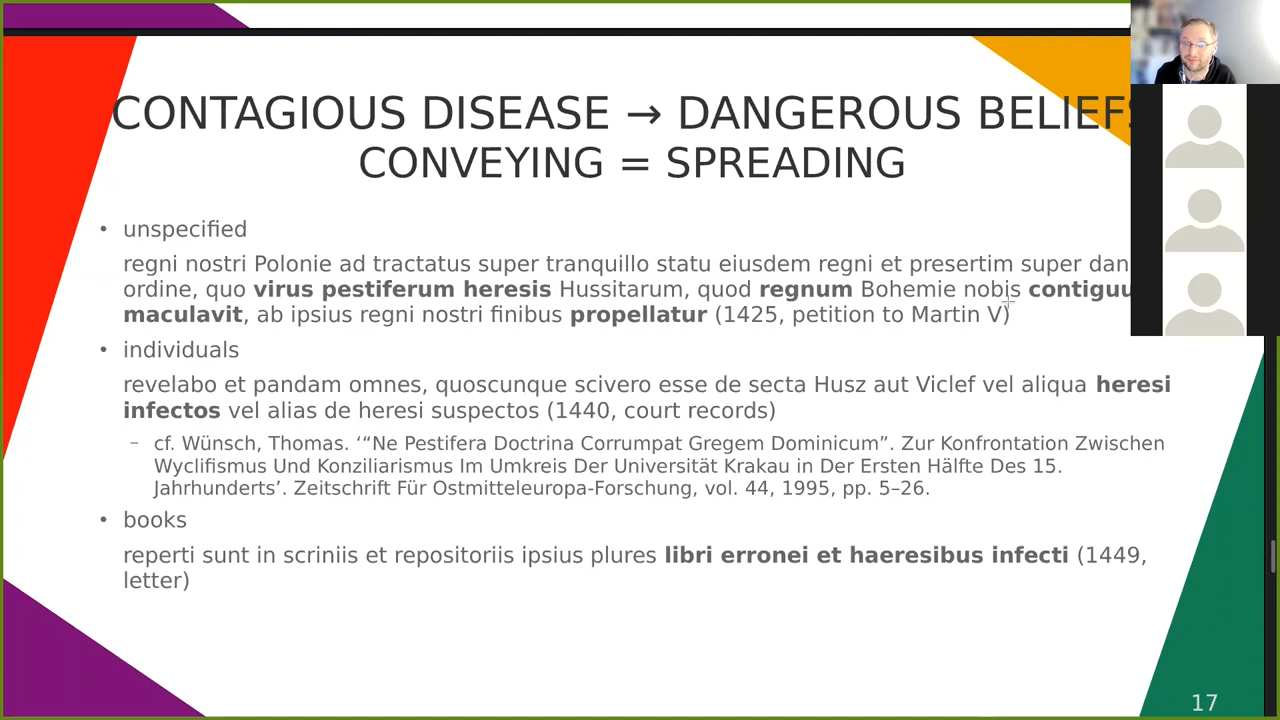 CONTAGIOUS DISEASE → DANGEROUS BELIEFS
CONVEYING = SPREADING
• unspecified
regni nostri Polonie ad tractatus super tranquillo statu eiusdem regni et presertim super
ordine, quo virus pestiferum heresis Hussitarum, quod regnum Bohemie nobis
maculavit, ab ipsius regni nostri finibus propellatur (1425, petition to Martin V)
• individuals
revelabo et pandam omnes, quoscunque scivero esse de secta Husz aut Viclef vel aliqua heresi
infectos vel alias de heresi suspectos (1440, court records)
– cf. Wünsch, Thomas. ‘“Ne Pestifera Doctrina Corrumpat Gregem Dominicum”. Zur Konfrontation Zwischen
Wyclifismus Und Konziliarismus Im Umkreis Der Universität Krakau in Der Ersten Hälfte Des 15.
Jahrhunderts’. Zeitschrift Für Ostmitteleuropa-Forschung, vol. 44, 1995, pp. 5–26.
• books
reperti sunt in scriniis et repositoriis ipsius plures libri erronei et haeresibus infecti (1449,
letter)
17